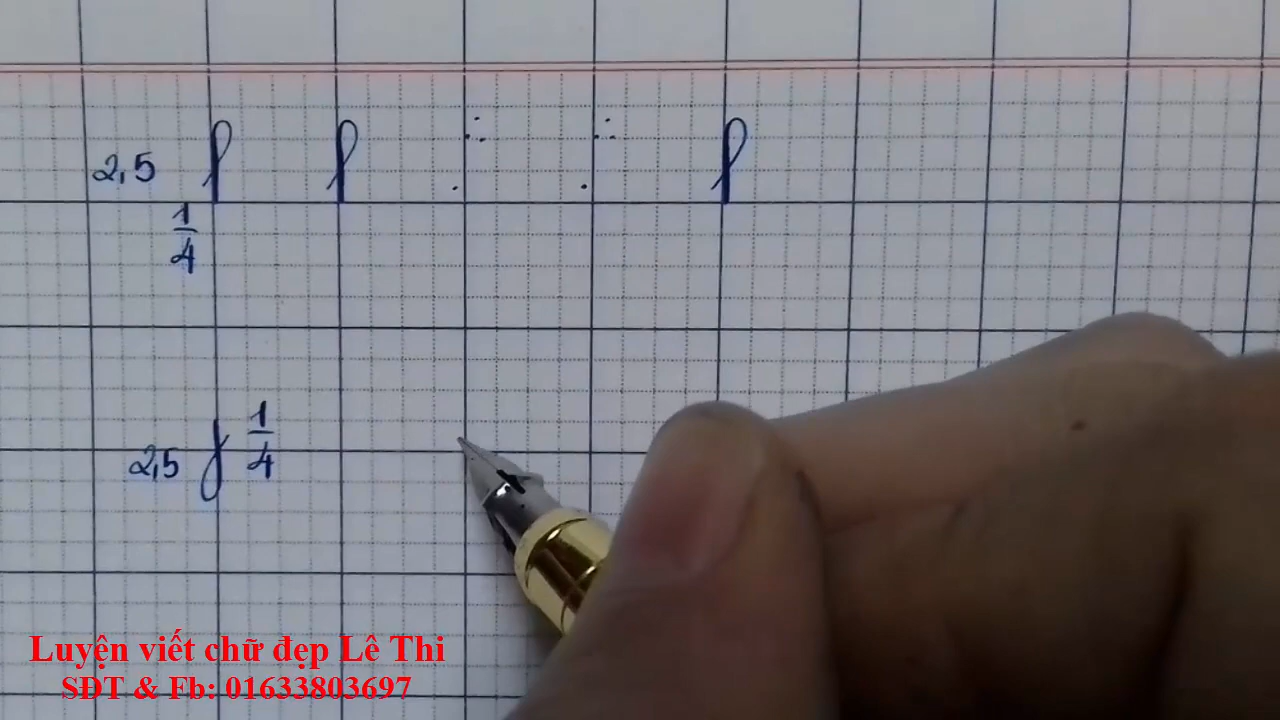 2,5
1/4
2,5
1/4
Luyện viết chữ đẹp Lê Thi
SĐT & Fb: 01633803697